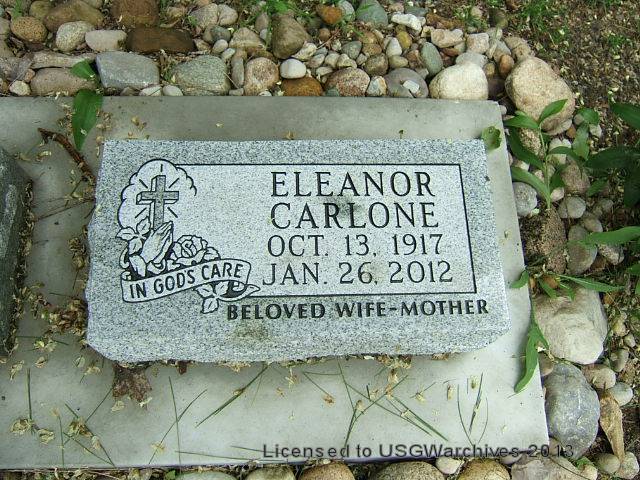 ELEANOR
CARLONE
OCT. 13, 1917
JAN. 26, 2012
IN GODS CARE
BELOVED WIFE-MOTHER
Licensed to USGWarchives 2013